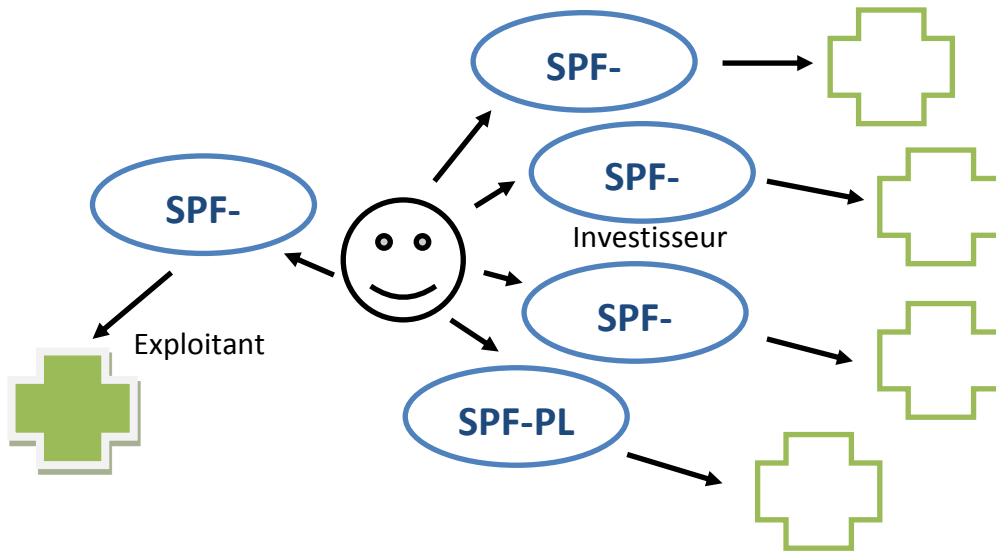 SPF-
SPF-
SPF-
Investisseur
SPF-
Exploitant
SPF-PL